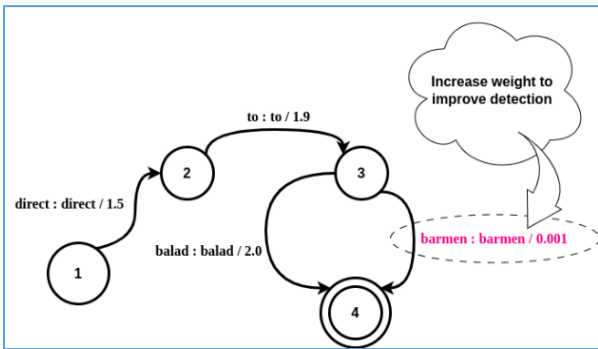 Increase weight to
improve detection
to : to / 1.9
2
3
direct : direct / 1.5
barmen : barmen / 0.001
balad : balad / 2.0
1
4